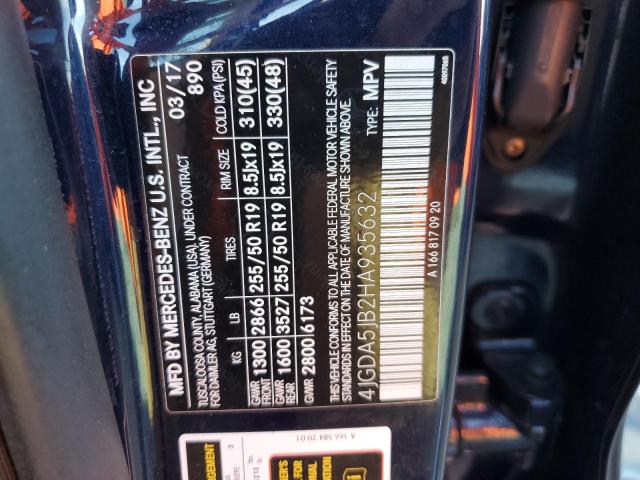 MFD BY MERCEDES-BENZ U.S. INTL., INC
TUSCALOOSA COUNTY, ALABAMA (USA), UNDER CONTRACT
FOR DAIMLER AG, STUTTGART (GERMANY)
03/17
890
KG LB TIRES RIM SIZE COLD KPA (PSI)
GAWR FRONT 1300 2866 255/50 R19 8.5Jx19 310(45)
GAWR REAR 1600 3527 255/50 R19 8.5Jx19 330(48)
GVWR 2800 6173
THIS VEHICLE CONFORMS TO ALL APPLICABLE FEDERAL MOTOR VEHICLE SAFETY
IN EFFECT ON THE DATE OF MANUFACTURE SHOWN ABOVE.
4JGDA5JB2HA935632 TYPE: MPV
A 166 817 09 20
A 166 584 20 01